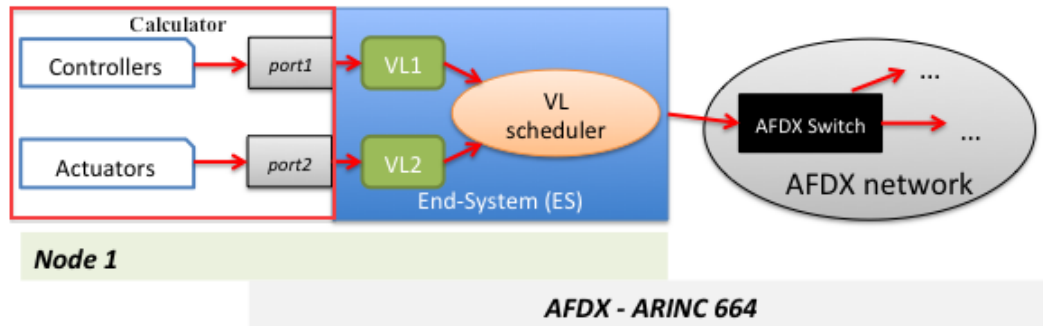 Calculator
Controllers
port1
VL1
VL
scheduler
...
...
AFDX Switch
Actuators
port2
VL2
AFDX network
End-System (ES)
Node 1
AFDX - ARINC 664